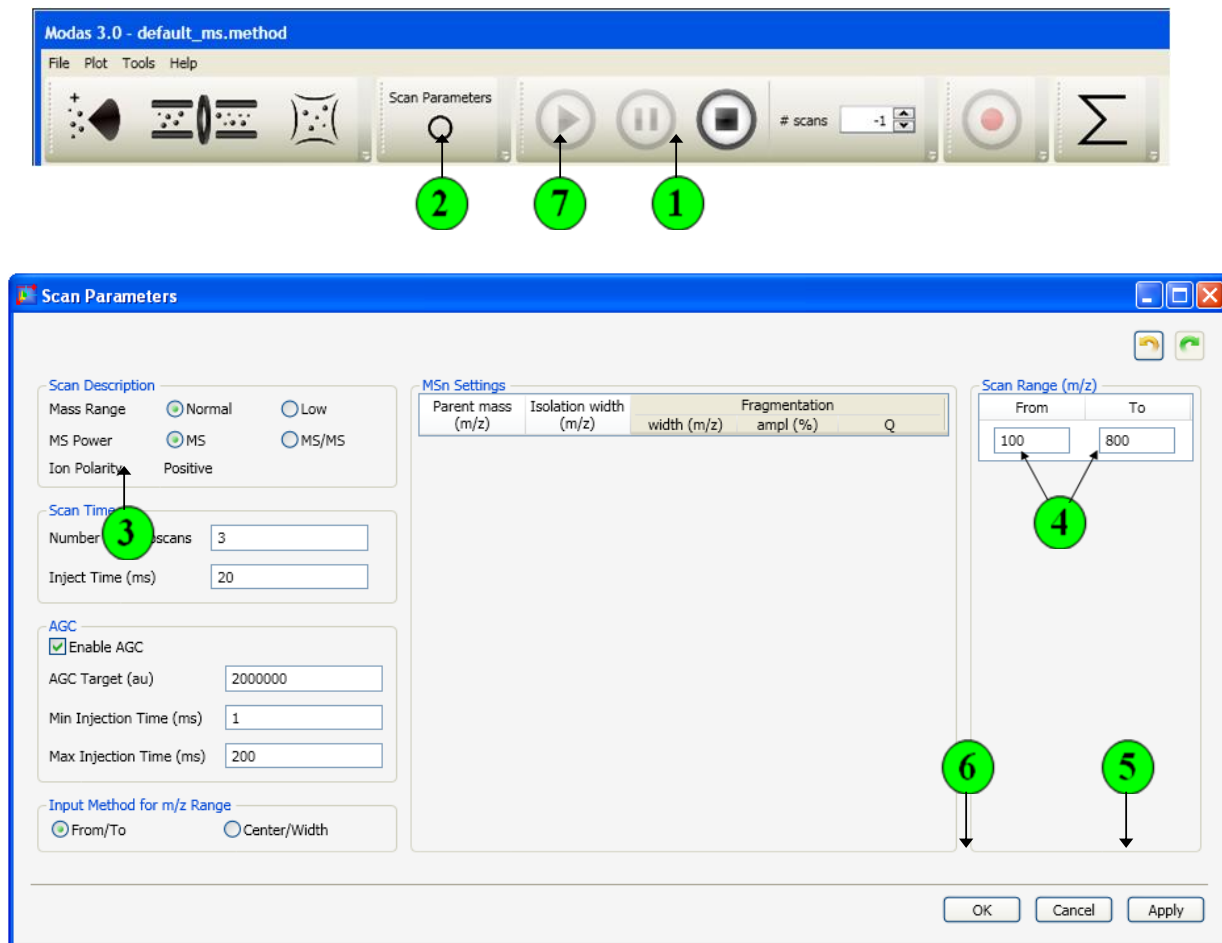 Modas 3.0 - default_ms.method
File Plot Tools Help
Scan Parameters
# scans -1
2 7 1
Scan Parameters
Scan Description
Mass Range Normal Low
MS Power MS MS/MS
Ion Polarity Positive
Scan Time
Number scans 3
3
Inject Time (ms) 20
AGC
Enable AGC
AGC Target (au) 2000000
Min Injection Time (ms) 1
Max Injection Time (ms) 200
Input Method for m/z Range
From/To Center/Width
MSn Settings
Parent mass (m/z) Isolation width (m/z) Fragmentation
width (m/z) ampl (%) Q
Scan Range (m/z)
From To
100 800
4
6 5
OK Cancel Apply